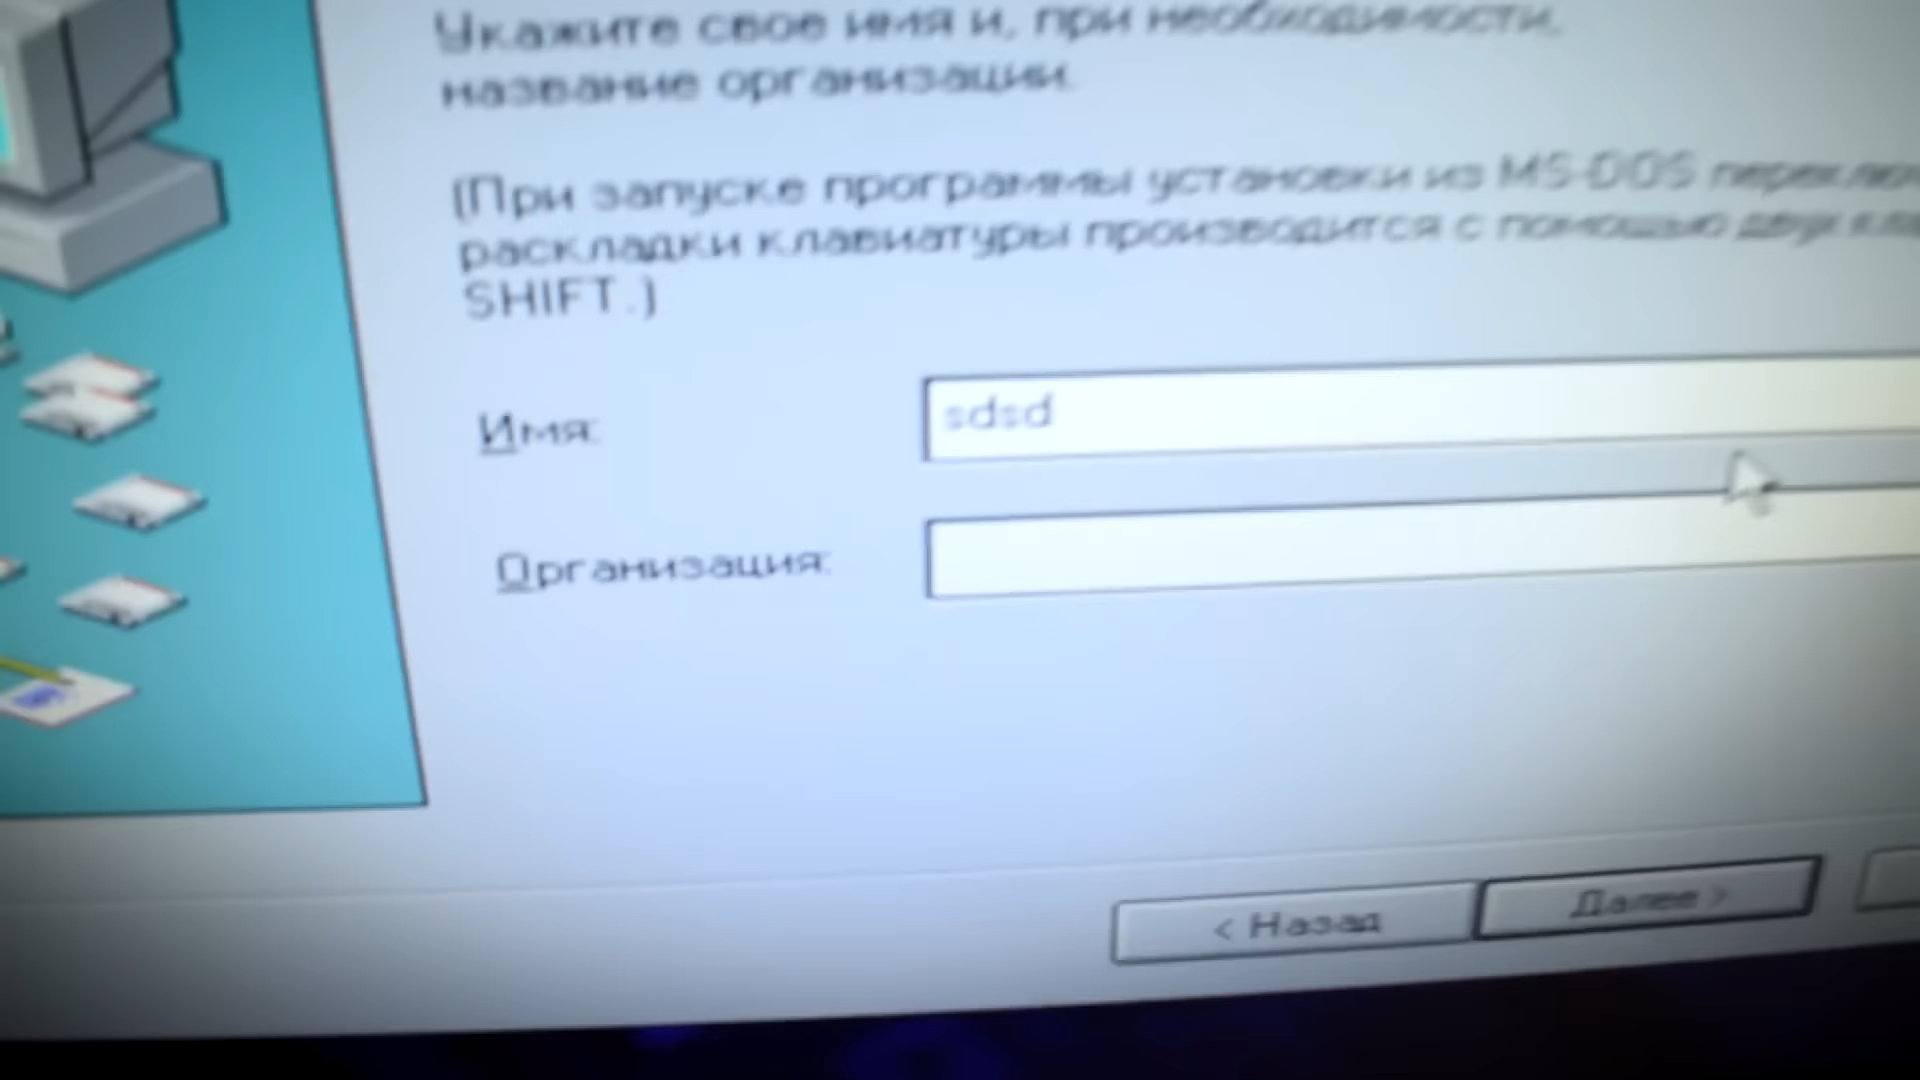 Укажите свое имя и, при необходимости,
название организации.
(При запуске программы установки из MS-DOS
раскладки клавиатуры производится с помощью двух
SHIFT.)
Имя:
sdsd
Организация:
< Назад
Далее >